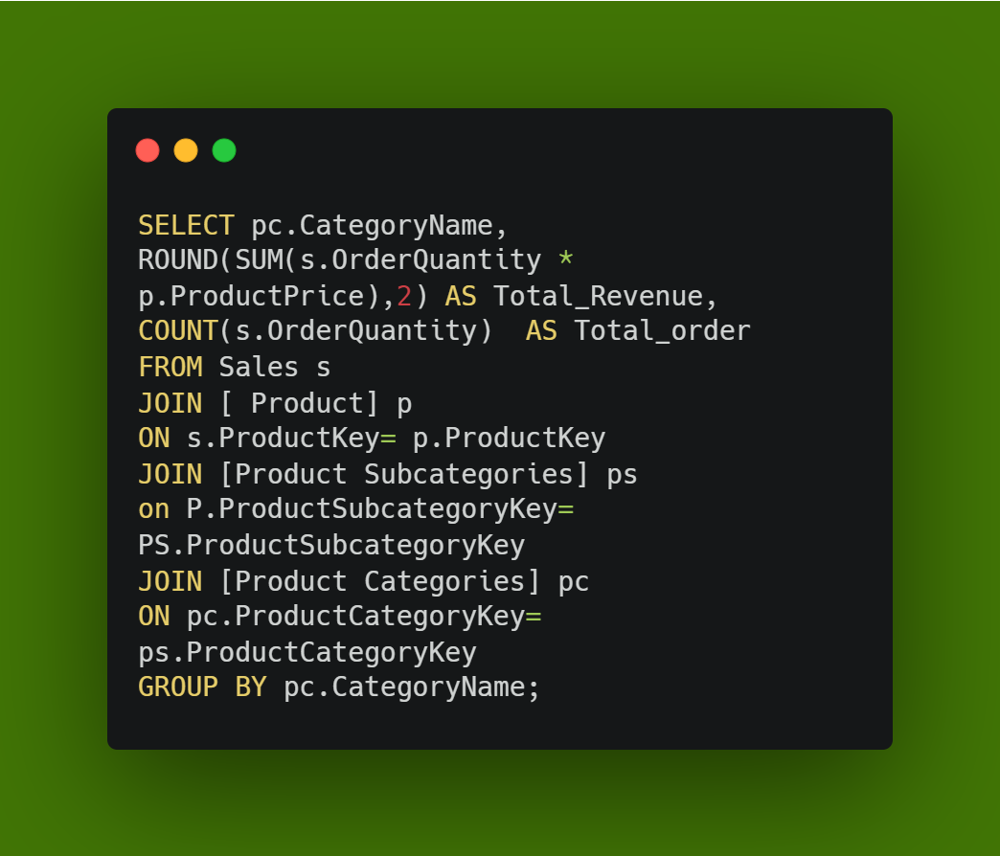 SELECT pc.CategoryName,
ROUND(SUM(s.OrderQuantity *
p.ProductPrice),2) AS Total_Revenue,
COUNT(s.OrderQuantity)  AS Total_order
FROM Sales s
JOIN [ Product] p
ON s.ProductKey= p.ProductKey
JOIN [Product Subcategories] ps
on P.ProductSubcategoryKey=
PS.ProductSubcategoryKey
JOIN [Product Categories] pc
ON pc.ProductCategoryKey=
ps.ProductCategoryKey
GROUP BY pc.CategoryName;